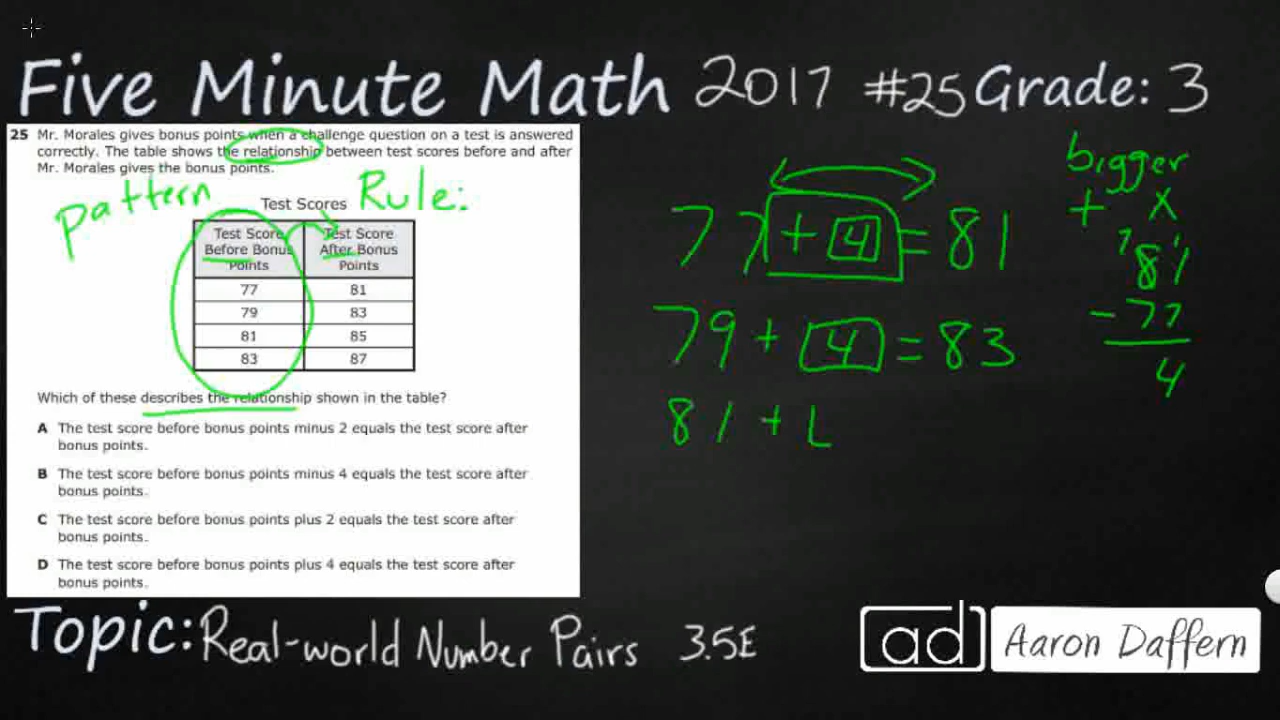 Five Minute Math 2017 #25 Grade: 3
25 Mr. Morales gives bonus points when a challenge question on a test is answered
correctly. The table shows the relationship between test scores before and after
Mr. Morales gives the bonus points.
pattern
Rule:
Test Scores
Test Score Before Bonus Points
Test Score After Bonus Points
77 81
79 83
81 85
83 87
Which of these describes the relationship shown in the table?
A The test score before bonus points minus 2 equals the test score after
bonus points.
B The test score before bonus points minus 4 equals the test score after
bonus points.
C The test score before bonus points plus 2 equals the test score after
bonus points.
D The test score before bonus points plus 4 equals the test score after
bonus points.
77 + 4 = 81
79 + 4 = 83
81 +
bigger
+ x
81
- 77
4
Topic: Real-world Number Pairs 3.5E
ad Aaron Daffern